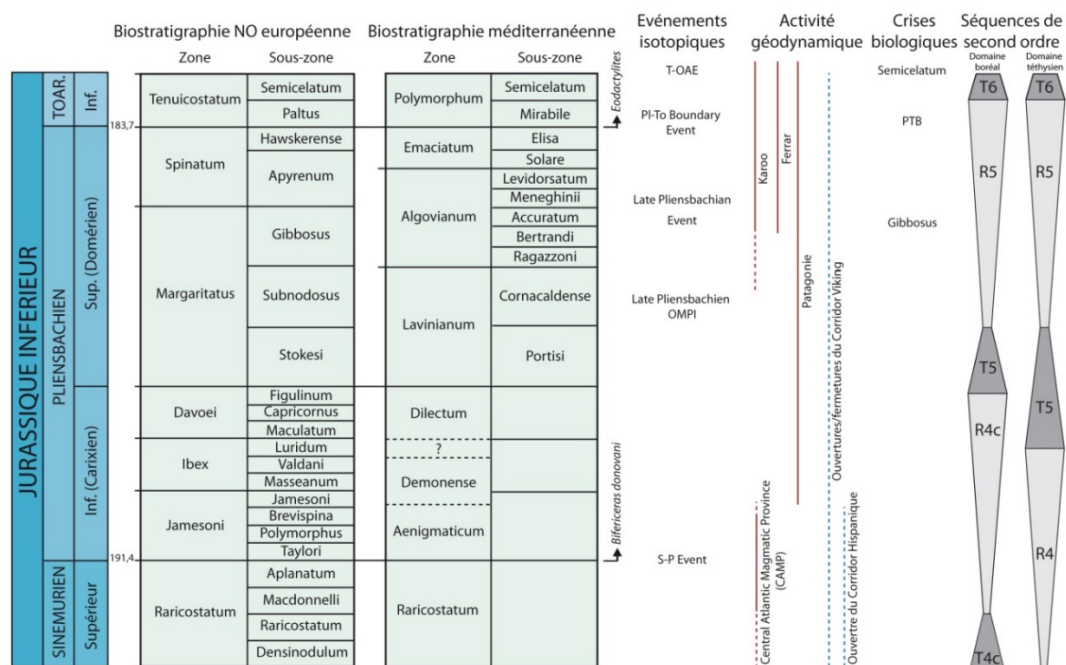 Biostratigraphie NO européenne
Zone
Sous-zone
Biostratigraphie méditerranéenne
Zone
Sous-zone
Evénements
isotopiques
Activité
géodynamique
Crises
biologiques
Séquences de
second ordre
Domaine
boréal
Domaine
téthysien
JURASSIQUE INFERIEUR
TOAR.
Inf.
PLIENSBACHIEN
Sup. (Domérien)
Inf. (Carixien)
SINEMURIEN
Supérieur
183,7
191,4
Tenuicostatum
Semicelatum
Paltus
Spinatum
Hawskerense
Apyrenum
Margaritatus
Gibbosus
Subnodosus
Stokesi
Davoei
Figulinum
Capricornus
Maculatum
Ibex
Luridum
Valdani
Masseanum
Jamesoni
Jamesoni
Brevispina
Polymorphus
Taylori
Raricostatum
Aplanatum
Macdonnelli
Raricostatum
Densinodulum
Polymorphum
Semicelatum
Mirabile
Emaciatum
Elisa
Solare
Algovianum
Levidorsatum
Meneghinii
Accuratum
Bertrandi
Ragazzoni
Lavinianum
Cornacaldense
Portisi
Dilectum
?
Demonense
Aenigmaticum
Raricostatum
Eodactylites
Bifericeras donovani
T-OAE
Pl-To Boundary
Event
Late Pliensbachian
Event
Late Pliensbachien
OMPI
S-P Event
Karoo
Ferrar
Patagonie
Central Atlantic Magmatic Province
(CAMP)
Ouvertures/fermetures du Corridor Viking
Ouvertre du Corridor Hispanique
Semicelatum
PTB
Gibbosus
T6
R5
T5
R4c
T4c
T6
R5
T5
R4